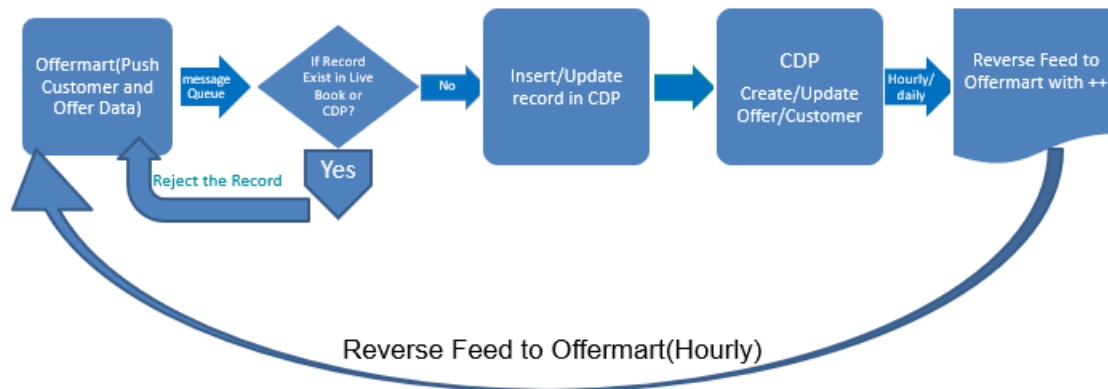 Offermart(Push
Customer and
Offer Data)
message
Queue
If Record
Exist in Live
Book or
CDP?
No
Insert/Update
record in CDP
CDP
Create/Update
Offer/Customer
Hourly/
daily
Reverse Feed to
Offermart with ++
Yes
Reject the Record
Reverse Feed to Offermart(Hourly)